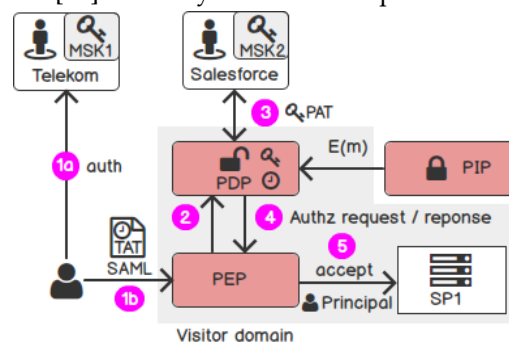 MSK1
Telekom
MSK2
Salesforce
3 PAT
1a auth
E(m)
PDP
PIP
2
4 Authz request / reponse
TAT
SAML
1b
PEP
5
accept
Principal
SP1
Visitor domain